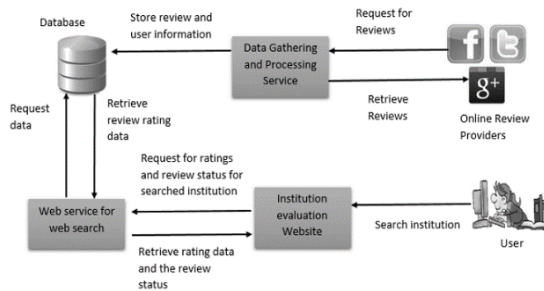 Database
Store review and
user information
Data Gathering
and Processing
Service
Request for
Reviews
f
t
g+
Retrieve
Reviews
Online Review
Providers
Request
data
Retrieve
review rating
data
Request for ratings
and review status for
searched institution
Web service for
web search
Institution
evaluation
Website
Search institution
User
Retrieve rating data
and the review
status